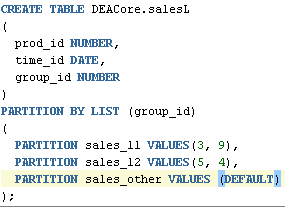 CREATE TABLE DEACore.salesL
(
prod_id NUMBER,
time_id DATE,
group_id NUMBER
)
PARTITION BY LIST (group_id)
(
PARTITION sales_l1 VALUES(3, 9),
PARTITION sales_l2 VALUES(5, 4),
PARTITION sales_other VALUES (DEFAULT)
);